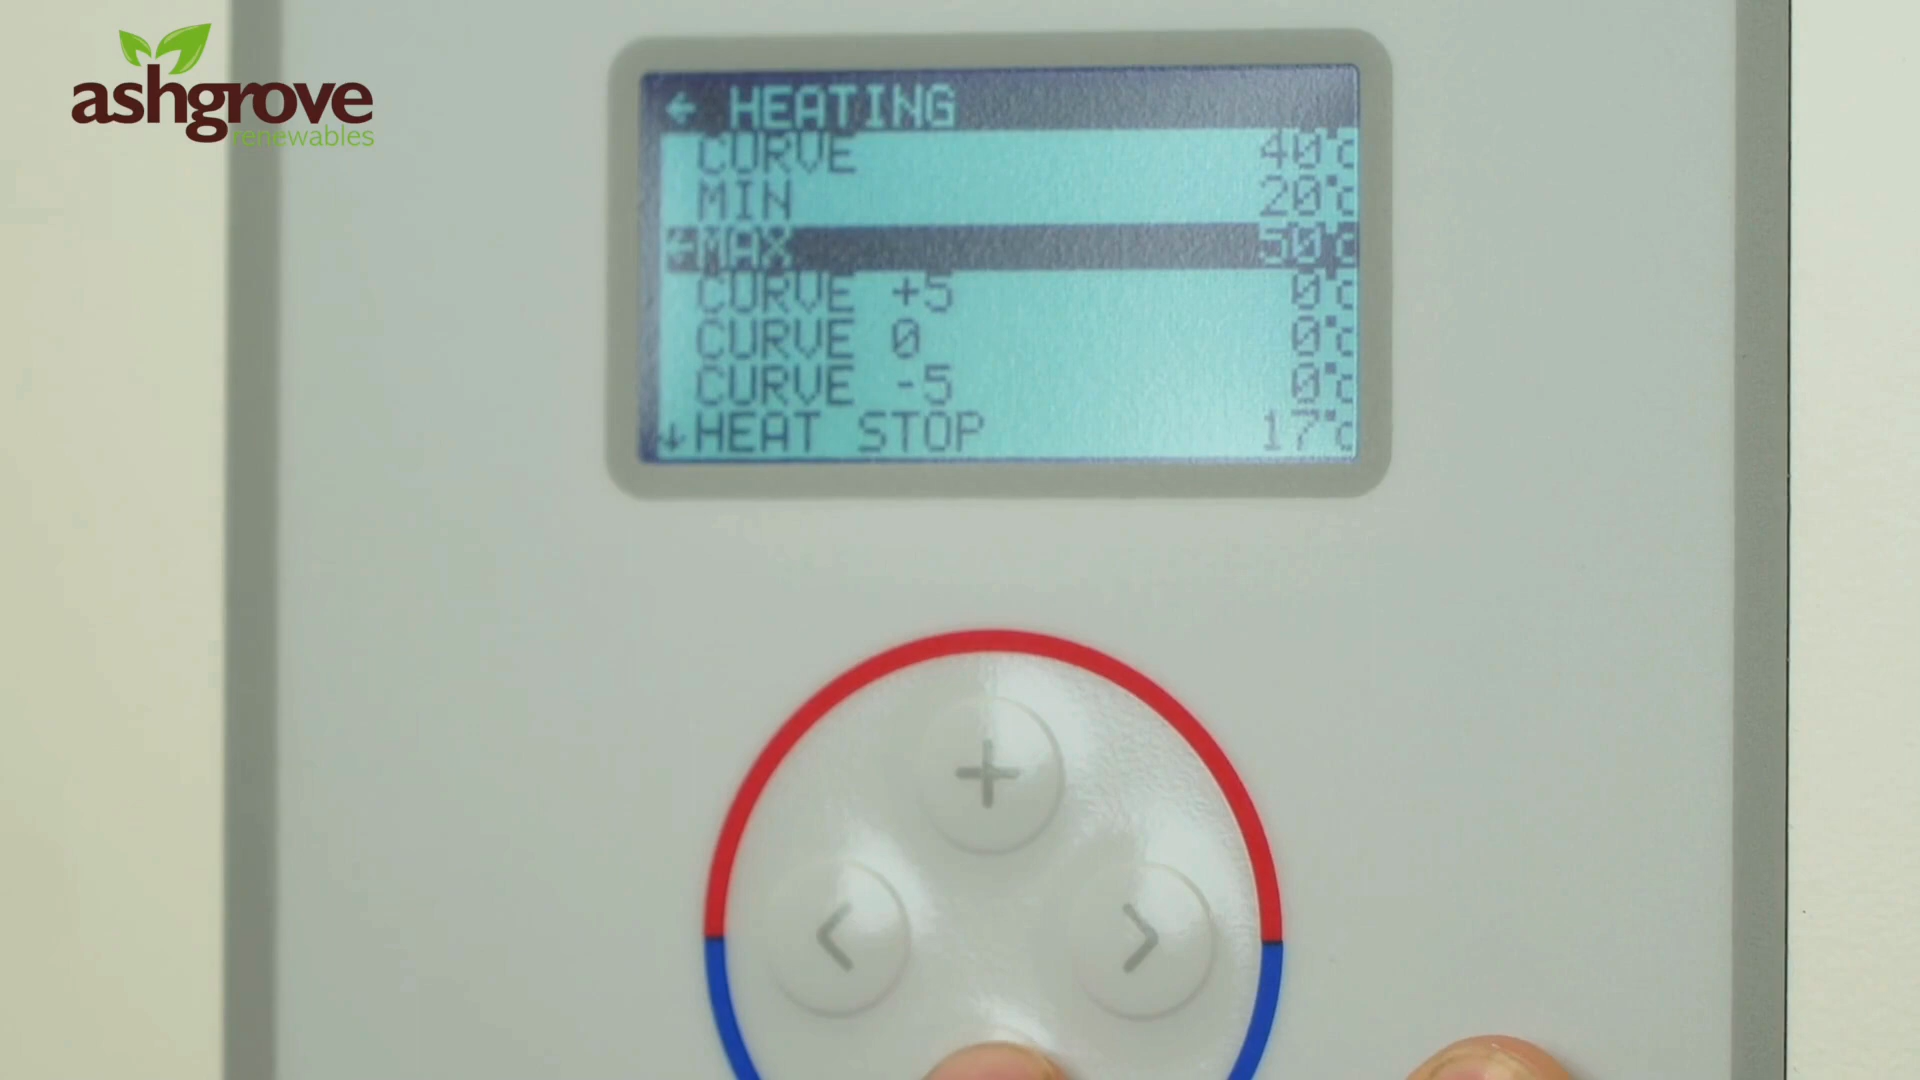 ashgrove
renewables
← HEATING
CURVE 40°C
MIN 20°C
←MAX 50°C
CURVE +5 0°C
CURVE 0 0°C
CURVE -5 0°C
↓HEAT STOP 17°C
+
< >